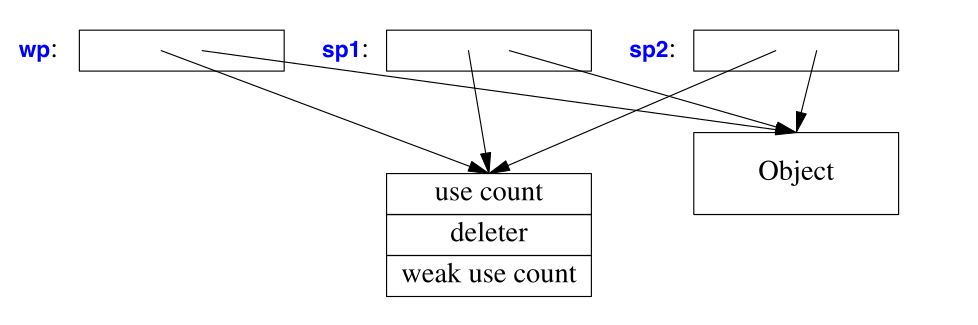 wp: sp1: sp2:
Object
use count
deleter
weak use count